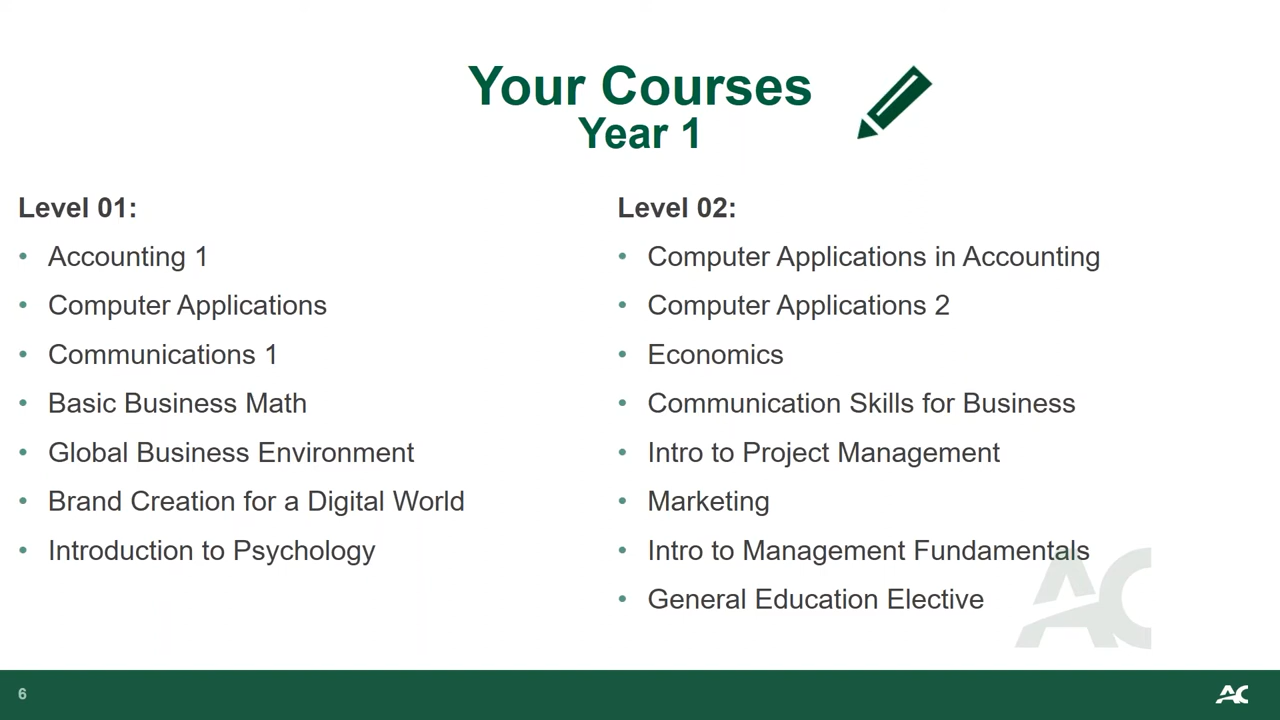 Your Courses
Year 1
Level 01:
• Accounting 1
• Computer Applications
• Communications 1
• Basic Business Math
• Global Business Environment
• Brand Creation for a Digital World
• Introduction to Psychology
Level 02:
• Computer Applications in Accounting
• Computer Applications 2
• Economics
• Communication Skills for Business
• Intro to Project Management
• Marketing
• Intro to Management Fundamentals
• General Education Elective
AC
6
AC